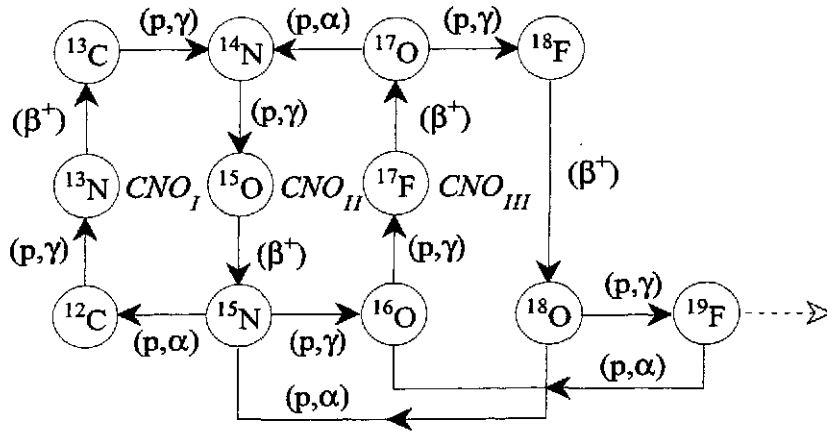 (p,γ) (p,α) (p,γ)
¹³C ¹⁴N ¹⁷O ¹⁸F
(β⁺) (p,γ) (β⁺)
¹³N CNO_I ¹⁵O CNO_II ¹⁷F CNO_III (β⁺)
(p,γ) (β⁺) (p,γ)
(p,γ)
¹²C ¹⁵N ¹⁶O ¹⁸O ¹⁹F
(p,α) (p,γ) (p,α)
(p,α)